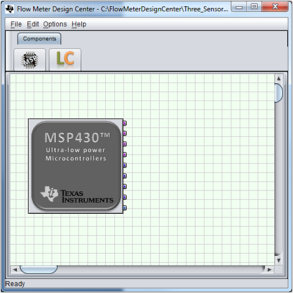 Flow Meter Design Center - C:\FlowMeterDesignCenter\Three_Sensor...
File Edit Options Help
Components
LC
MSP430™
Ultra-low power
Microcontrollers
TEXAS
INSTRUMENTS
Ready